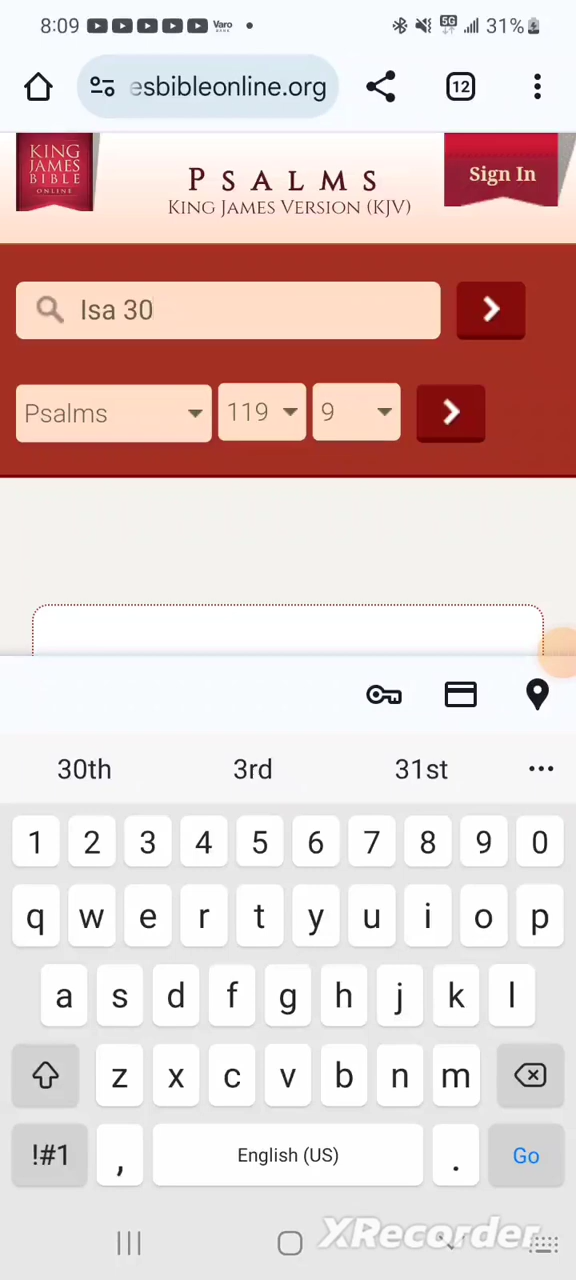 8:09 Varo 5G 31%
esbibleonline.org 12
KING
JAMES
BIBLE
ONLINE
PSALMS
KING JAMES VERSION (KJV)
Sign In
Isa 30
Psalms 119 9
30th 3rd 31st ...
1 2 3 4 5 6 7 8 9 0
q w e r t y u i o p
a s d f g h j k l
z x c v b n m
!#1 , English (US) . Go
XRecorder